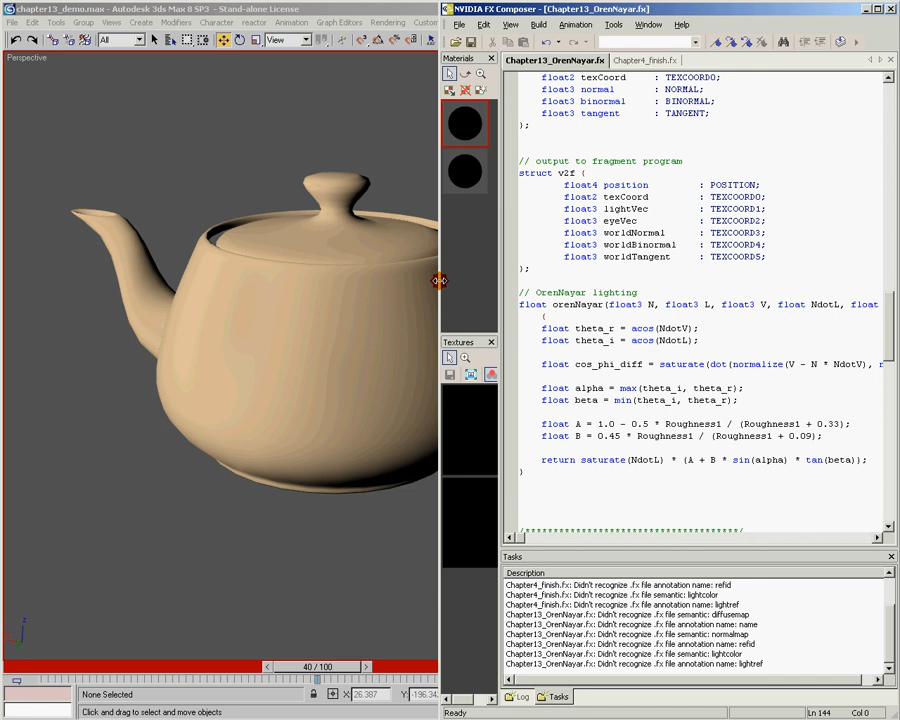 chapter13_demo.max - Autodesk 3ds Max 8 SP3 - Stand-alone License
File Edit Tools Group Views Create Modifiers Character reactor Animation Graph Editors Rendering Custom
All
View
Perspective
40 / 100
None Selected
X: 26.387
Y: -196.34
Click and drag to select and move objects
NVIDIA FX Composer - [Chapter13_OrenNayar.fx]
File Edit View Build Animation Tools Window Help
Materials
Textures
Chapter13_OrenNayar.fx Chapter4_finish.fx
float2 texCoord : TEXCOORD0;
float3 normal : NORMAL;
float3 binormal : BINORMAL;
float3 tangent : TANGENT;
};
// output to fragment program
struct v2f {
float4 position : POSITION;
float2 texCoord : TEXCOORD0;
float3 lightVec : TEXCOORD1;
float3 eyeVec : TEXCOORD2;
float3 worldNormal : TEXCOORD3;
float3 worldBinormal : TEXCOORD4;
float3 worldTangent : TEXCOORD5;
};
// OrenNayar lighting
float orenNayar(float3 N, float3 L, float3 V, float NdotL, float
{
float theta_r = acos(NdotV);
float theta_i = acos(NdotL);
float cos_phi_diff = saturate(dot(normalize(V - N * NdotV), n
float alpha = max(theta_i, theta_r);
float beta = min(theta_i, theta_r);
float A = 1.0 - 0.5 * Roughness1 / (Roughness1 + 0.33);
float B = 0.45 * Roughness1 / (Roughness1 + 0.09);
return saturate(NdotL) * (A + B * sin(alpha) * tan(beta));
}
/**************************************/
Tasks
Description
Chapter4_finish.fx: Didn't recognize .fx file annotation name: refid
Chapter4_finish.fx: Didn't recognize .fx file semantic: lightcolor
Chapter4_finish.fx: Didn't recognize .fx file annotation name: lightref
Chapter13_OrenNayar.fx: Didn't recognize .fx file semantic: diffusemap
Chapter13_OrenNayar.fx: Didn't recognize .fx file annotation name: name
Chapter13_OrenNayar.fx: Didn't recognize .fx file semantic: normalmap
Chapter13_OrenNayar.fx: Didn't recognize .fx file annotation name: refid
Chapter13_OrenNayar.fx: Didn't recognize .fx file semantic: lightcolor
Chapter13_OrenNayar.fx: Didn't recognize .fx file annotation name: lightref
Log Tasks
Ready
Ln 144 Col 0